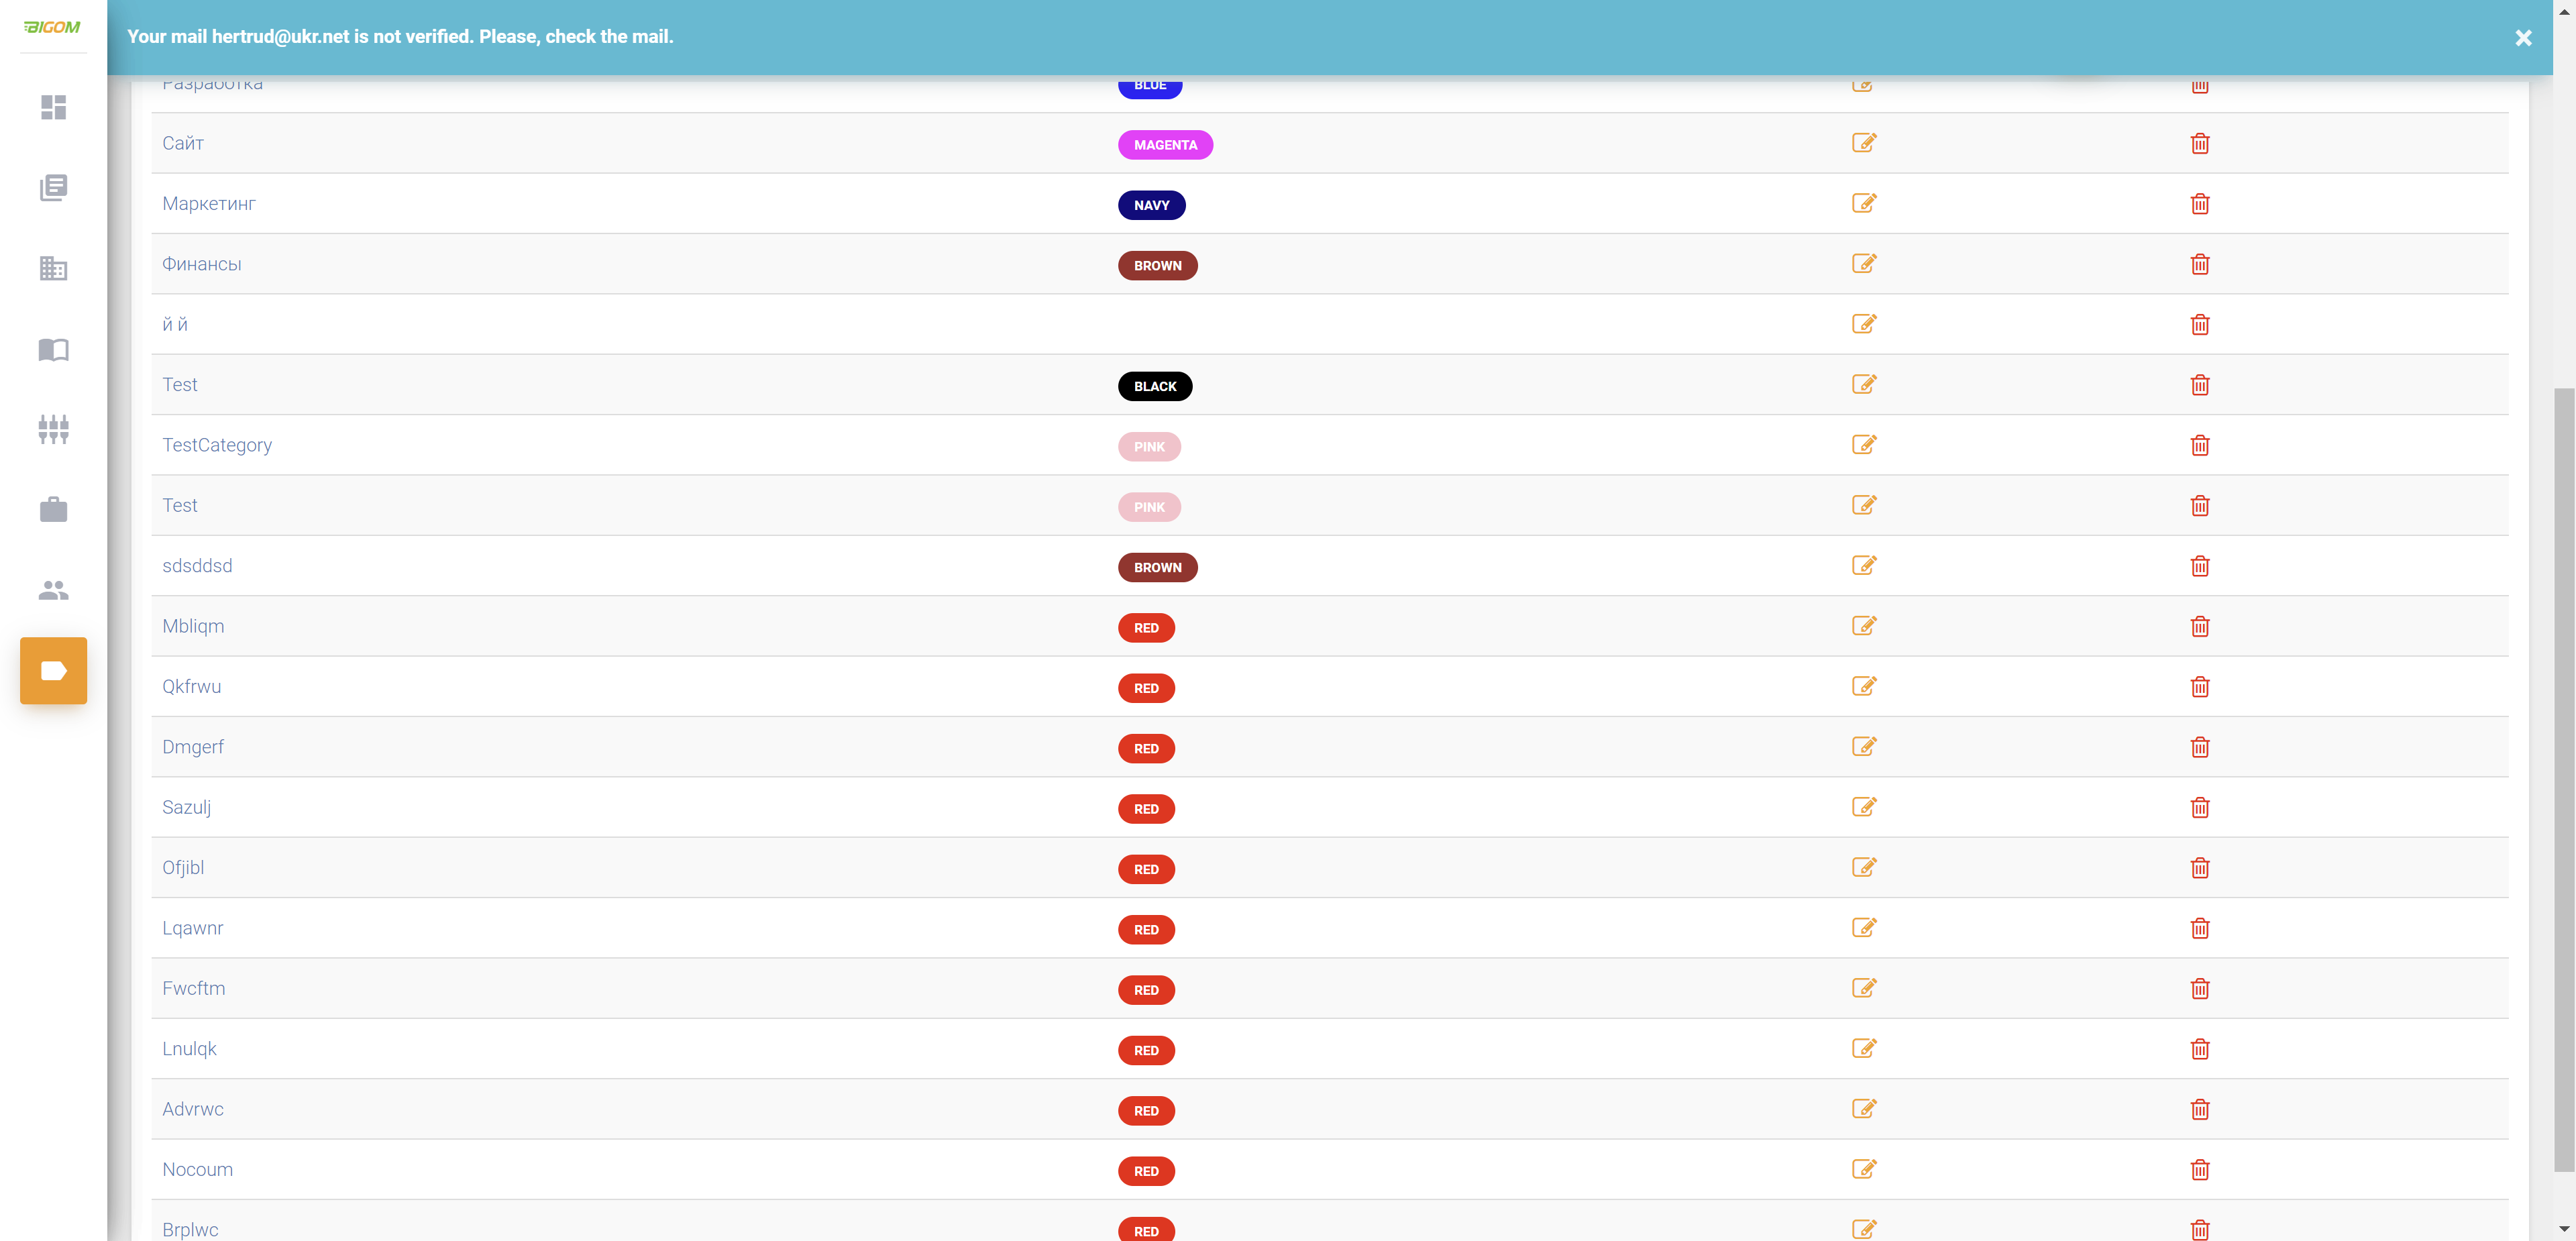 BIGOM
Your mail hertrud@ukr.net is not verified. Please, check the mail.
Разработка BLUE
Сайт MAGENTA
Маркетинг NAVY
Финансы BROWN
й й
Test BLACK
TestCategory PINK
Test PINK
sdsddsd BROWN
Mbliqm RED
Qkfrwu RED
Dmgerf RED
Sazulj RED
Ofjibl RED
Lqawnr RED
Fwcftm RED
Lnulqk RED
Advrwc RED
Nocoum RED
Brplwc RED